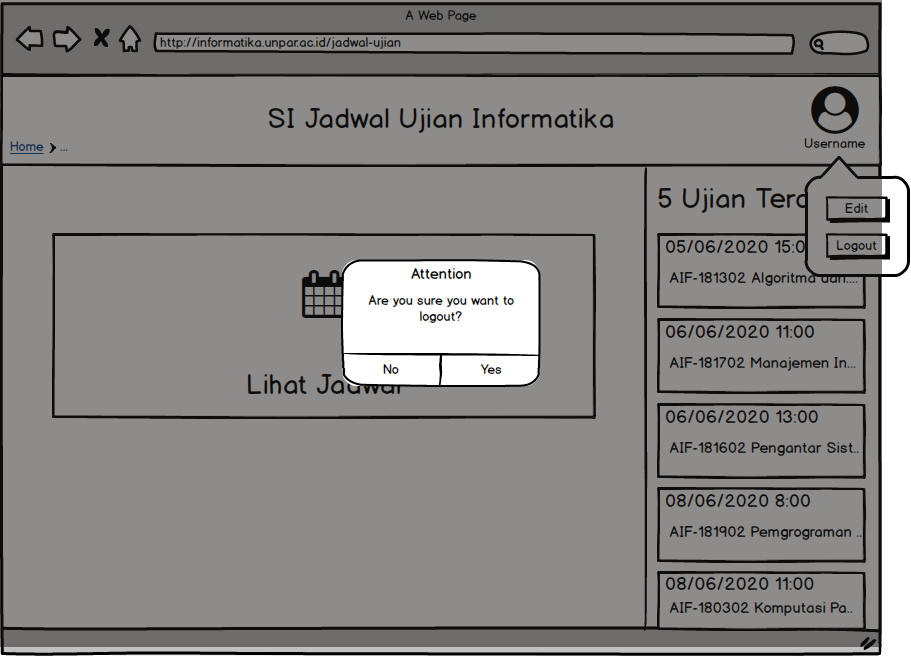 A Web Page
http://informatika.unpar.ac.id/jadwal-ujian
SI Jadwal Ujian Informatika
Username
Home
...
Edit
Logout
5 Ujian Terd
05/06/2020 15:0
AIF-181302 Algoritma dan....
06/06/2020 11:00
AIF-181702 Manajemen In...
06/06/2020 13:00
AIF-181602 Pengantar Sist..
08/06/2020 8:00
AIF-181902 Pemgrograman ..
08/06/2020 11:00
AIF-180302 Komputasi Pa..
Attention
Are you sure you want to
logout?
No
Yes
Lihat Jadwal